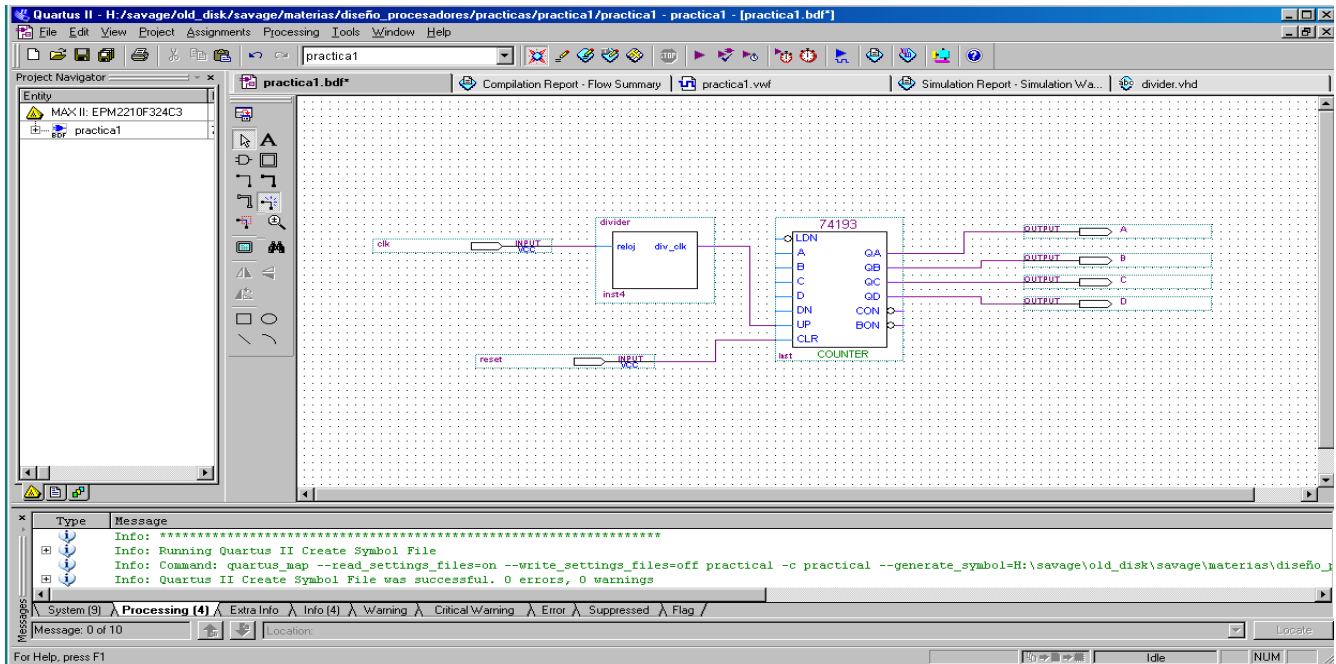 Quartus II - H:/savage/old_disk/savage/materias/diseño_procesadores/practicas/practica1/practica1 - practica1 - [practica1.bdf*]
File Edit View Project Assignments Processing Tools Window Help
practica1
Project Navigator
Entity
MAX II: EPM2210F324C3
practica1
practica1.bdf*
Compilation Report - Flow Summary
practica1.vwf
Simulation Report - Simulation Wa...
divider.vhd
clk
INPUT
VCC
divider
reloj div_clk
inst4
reset
INPUT
VCC
74193
LDN
A QA
B QB
C QC
D QD
DN CON
UP BON
CLR
inst COUNTER
OUTPUT A
OUTPUT B
OUTPUT C
OUTPUT D
Type Message
Info: *******************************************************************
Info: Running Quartus II Create Symbol File
Info: Command: quartus_map --read_settings_files=on --write_settings_files=off practica1 -c practica1 --generate_symbol=H:\savage\old_disk\savage\materias\diseño_
Info: Quartus II Create Symbol File was successful. 0 errors, 0 warnings
System (9) Processing (4) Extra Info Info (4) Warning Critical Warning Error Suppressed Flag
Messages
Message: 0 of 10
Location:
Locate
For Help, press F1
Idle
NUM